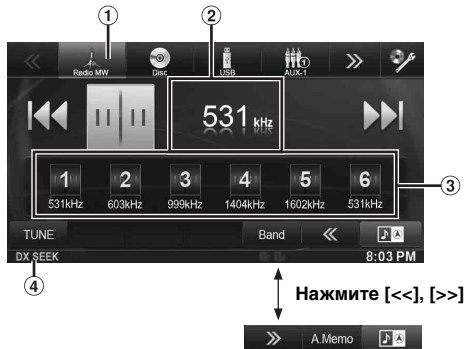 ① ②
« Radio MW Disc USB AUX-1 »
531 kHz
1 2 3 4 5 6
③
531kHz 603kHz 999kHz 1404kHz 1602kHz 531kHz
TUNE Band «
DX SEEK 8:03 PM
④
Нажмите [<<], [>>]
» A.Memo